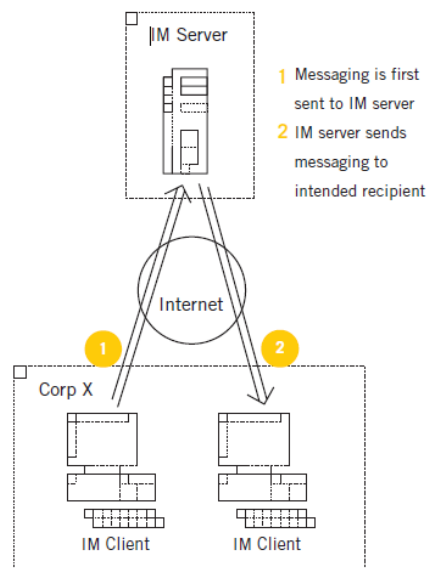 IM Server
1 Messaging is first
sent to IM server
2 IM server sends
messaging to
intended recipient
Internet
1
2
Corp X
IM Client
IM Client